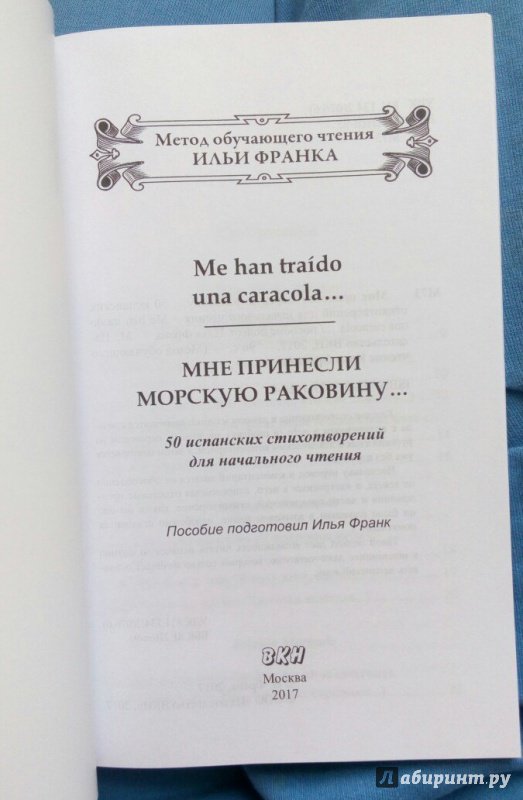 Метод обучающего чтения
ИЛЬИ ФРАНКА
Me han traído
una caracola…
МНЕ ПРИНЕСЛИ
МОРСКУЮ РАКОВИНУ…
50 испанских стихотворений
для начального чтения
Пособие подготовил Илья Франк
ВКН
Москва
2017
Лабиринт.ру